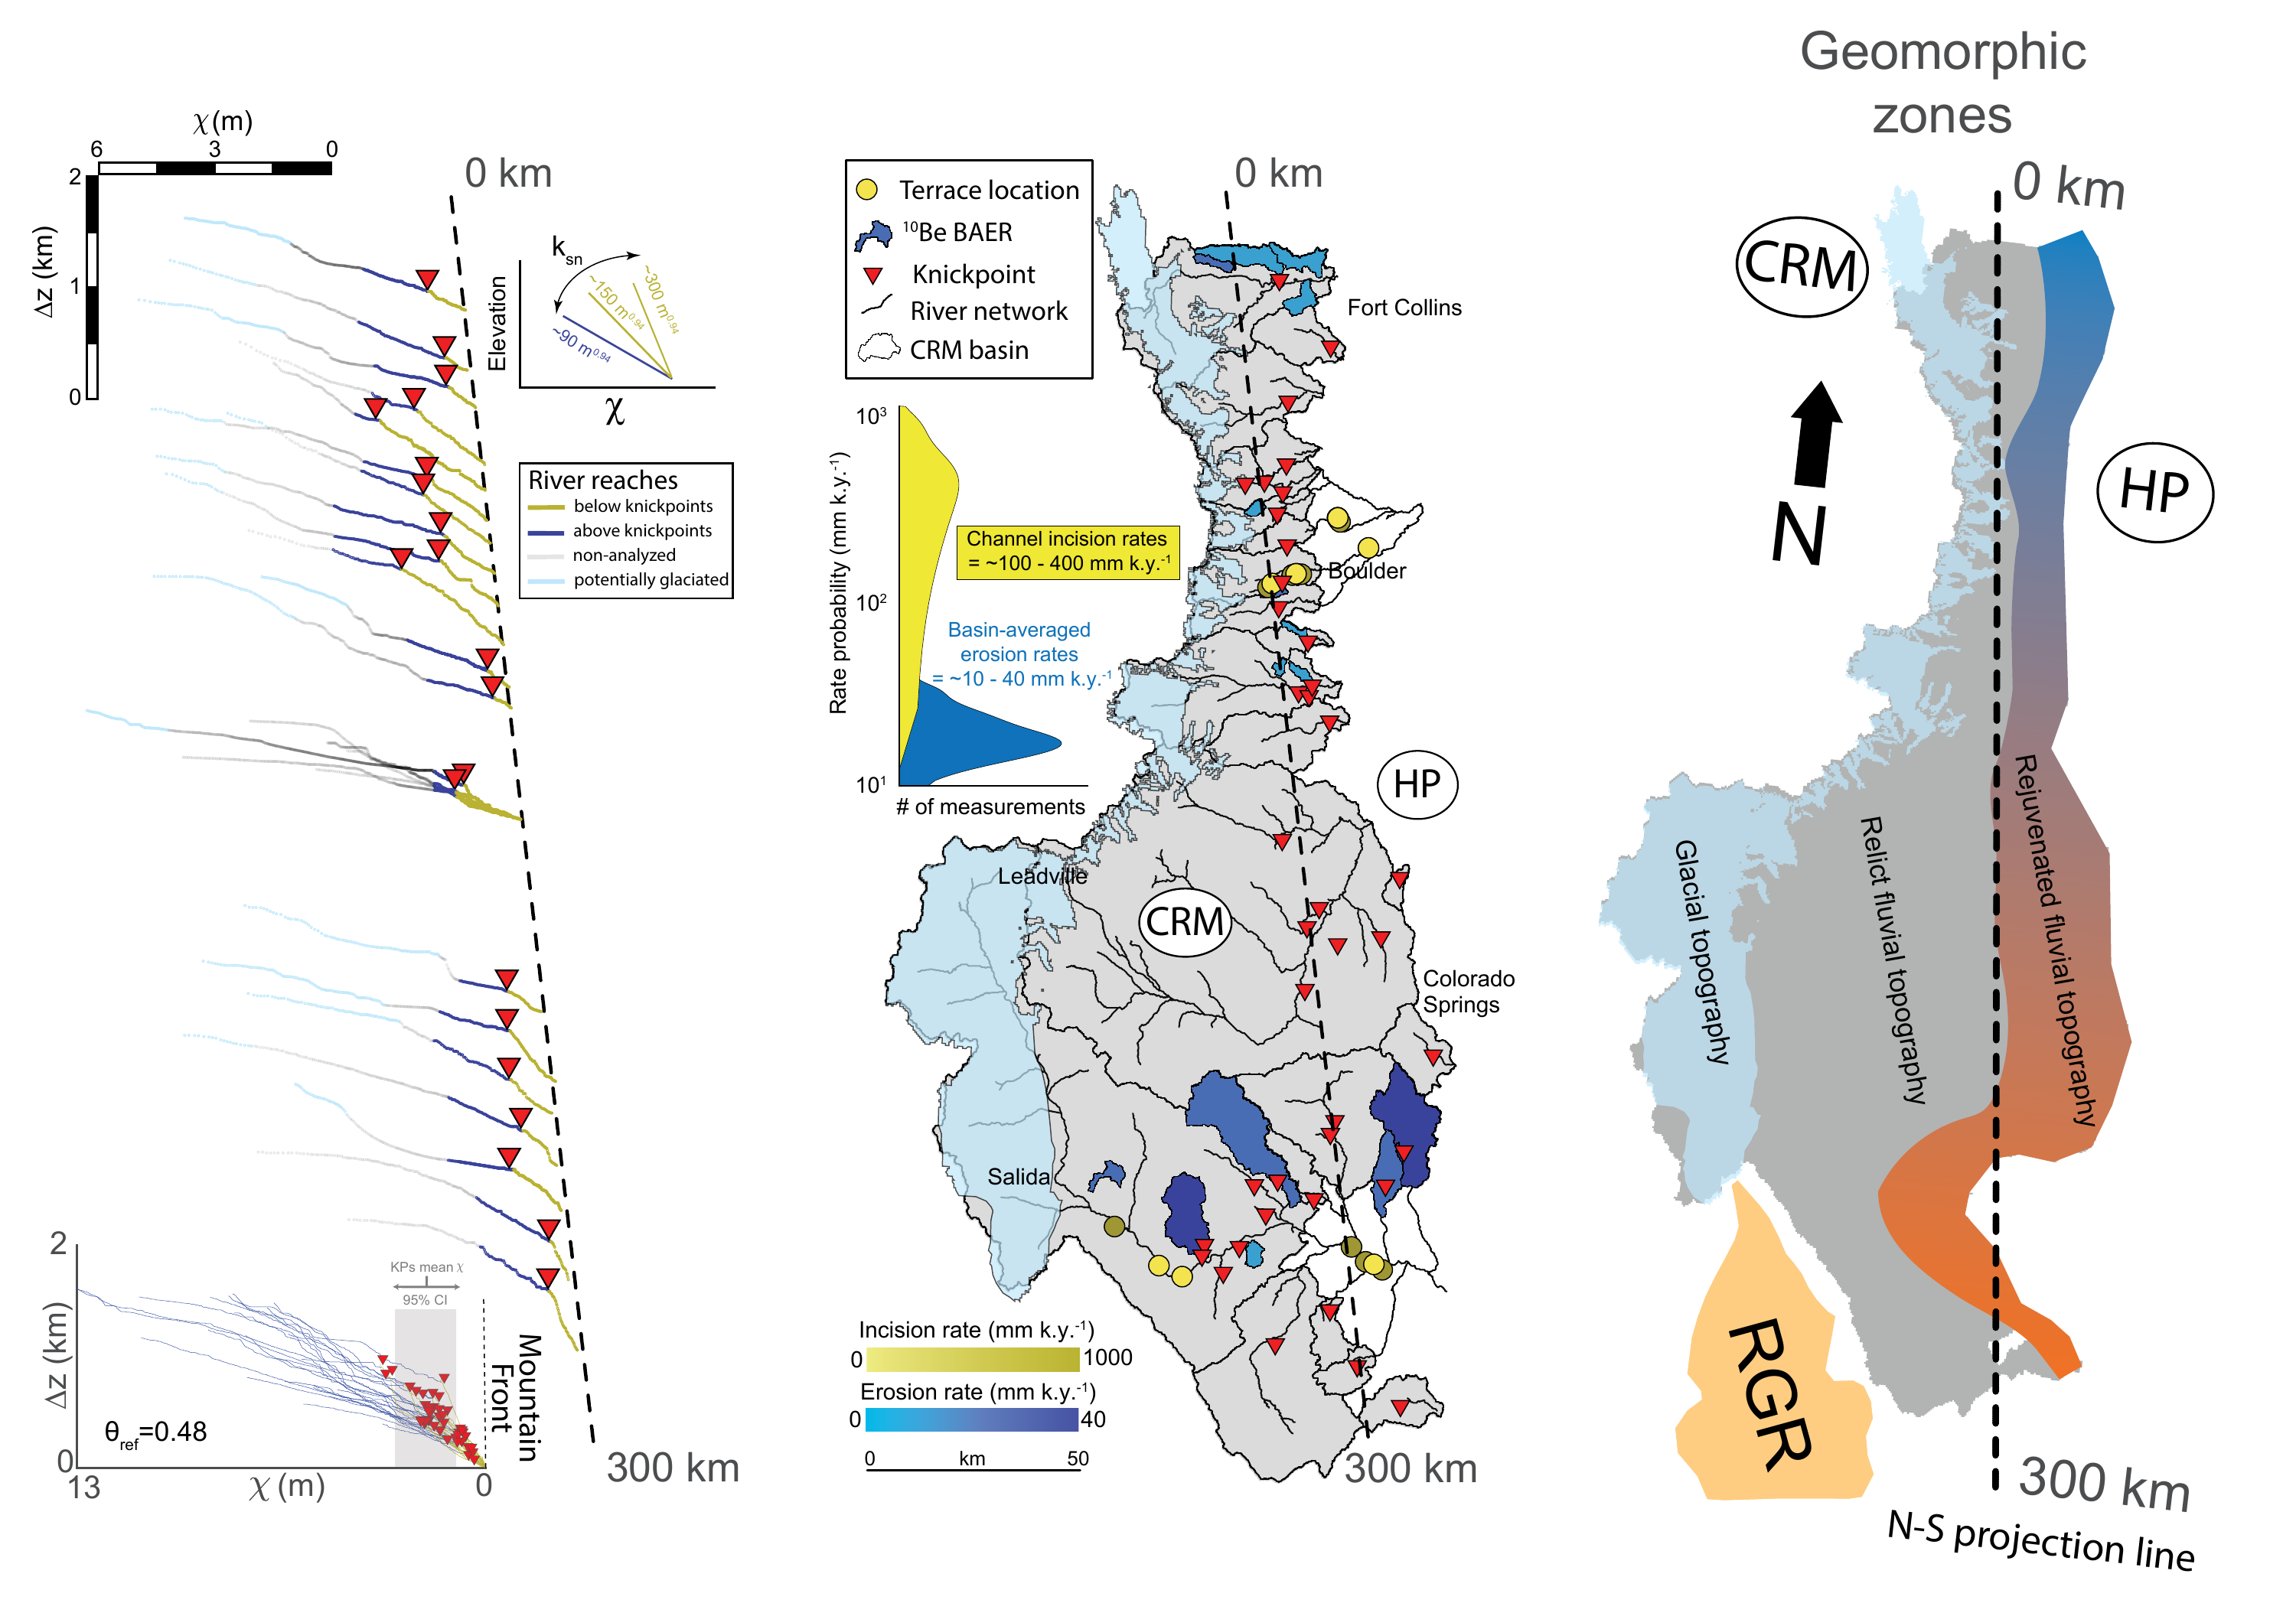 χ (m)
6 3 0
2
1
0
Δz (km)
0 km
ksn
Elevation
~300 m0.94
~150 m0.94
~90 m0.94
χ
River reaches
below knickpoints
above knickpoints
non-analyzed
potentially glaciated
2
0
Δz (km)
KPs mean χ
95% CI
θref=0.48
13
χ (m)
0
Mountain
Front
300 km
Terrace location
10Be BAER
Knickpoint
River network
CRM basin
0 km
Fort Collins
Rate probability (mm k.y.-1)
103
102
101
Channel incision rates
= ~100 - 400 mm k.y.-1
Basin-averaged
erosion rates
= ~10 - 40 mm k.y.-1
# of measurements
Boulder
HP
Leadville
CRM
Colorado
Springs
Salida
Incision rate (mm k.y.-1)
0 1000
Erosion rate (mm k.y.-1)
0 40
0 km 50
300 km
Geomorphic
zones
0 km
CRM
HP
N
Glacial topography
Relict fluvial topography
Rejuvenated fluvial topography
RGR
300 km
N-S projection line